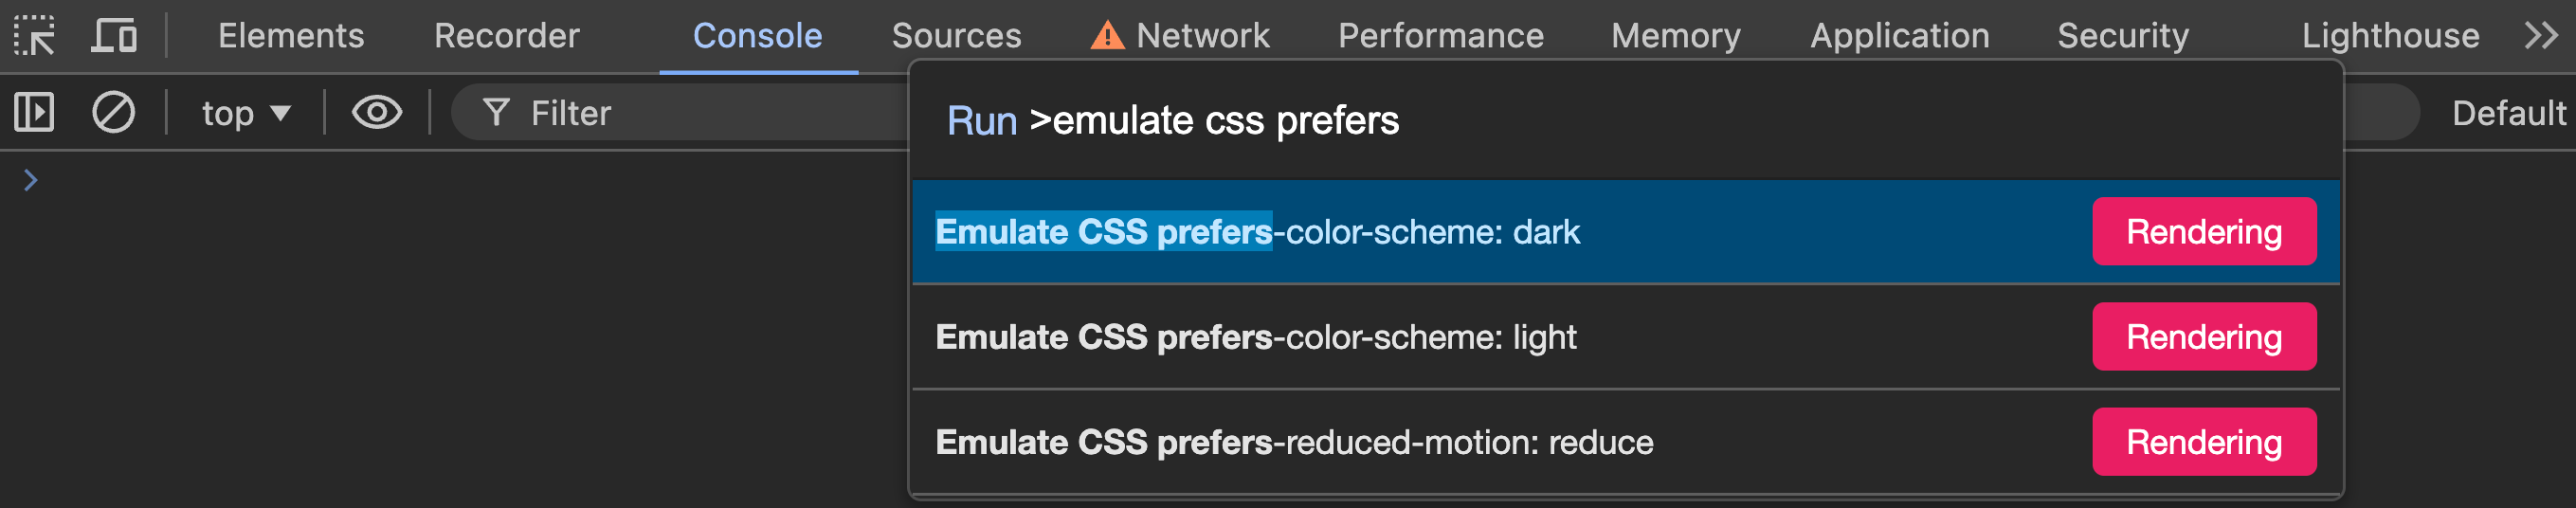 Elements Recorder Console Sources Network Performance Memory Application Security Lighthouse
top Filter Default
Run >emulate css prefers
Emulate CSS prefers-color-scheme: dark Rendering
Emulate CSS prefers-color-scheme: light Rendering
Emulate CSS prefers-reduced-motion: reduce Rendering